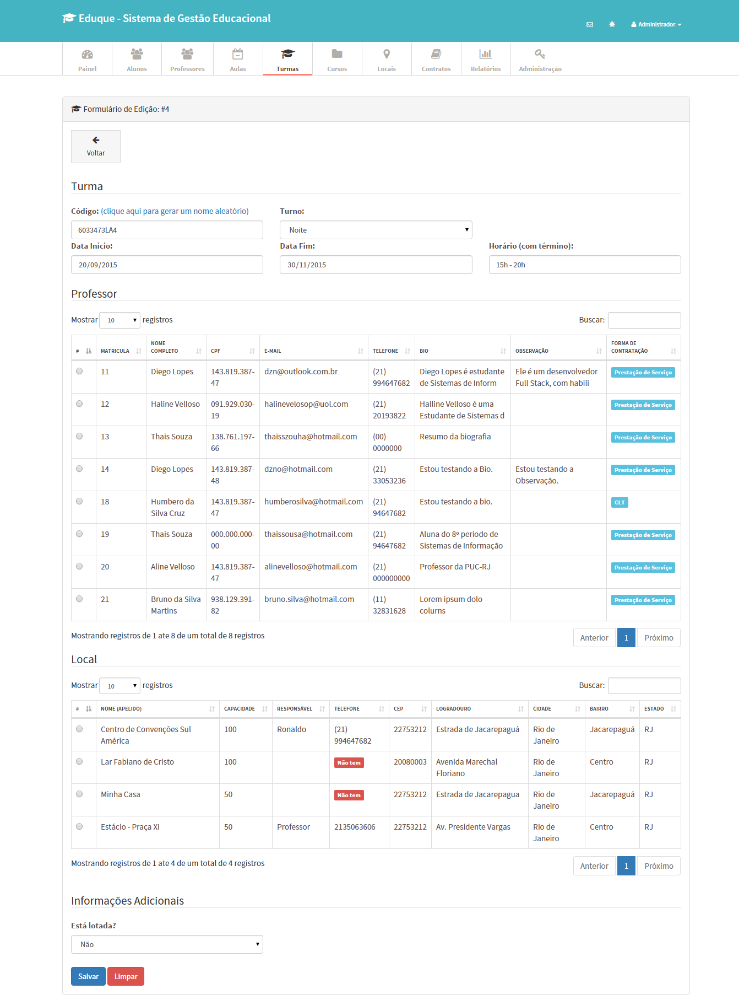 Eduque - Sistema de Gestão Educacional
Administrador
Painel
Alunos
Professores
Aulas
Turmas
Cursos
Locais
Contratos
Relatórios
Administração
Formulário de Edição: #4
Voltar
Turma
Código: (clique aqui para gerar um nome aleatório)
Turno:
6033473LA4
Noite
Data Início:
Data Fim:
Horário (com término):
20/09/2015
30/11/2015
15h - 20h
Professor
Mostrar 10 registros
Buscar:
# MATRICULA NOME COMPLETO CPF E-MAIL TELEFONE BIO OBSERVAÇÃO FORMA DE CONTRATAÇÃO
11 Diego Lopes 143.819.387-47 dzn@outlook.com.br (21) 994647682 Diego Lopes é estudante de Sistemas de Inform Ele é um desenvolvedor Full Stack, com habili Prestação de Serviço
12 Haline Velloso 091.929.030-19 halinevelosop@uol.com (21) 20193822 Halline Velloso é uma Estudante de Sistemas d Prestação de Serviço
13 Thais Souza 138.761.197-66 thaisszouha@hotmail.com (00) 0000000 Resumo da biografia Prestação de Serviço
14 Diego Lopes 143.819.387-48 dzno@hotmail.com (21) 33053236 Estou testando a Bio. Estou testando a Observação. Prestação de Serviço
18 Humbero da Silva Cruz 143.819.387-47 humberosilva@hotmail.com (21) 94647682 Estou testando a bio. CLT
19 Thais Souza 000.000.000-00 thaissousa@hotmail.com (21) 94647682 Aluna do 8º período de Sistemas de Informação Prestação de Serviço
20 Aline Velloso 143.819.387-47 alinevelloso@hotmail.com (21) 000000000 Professor da PUC-RJ Prestação de Serviço
21 Bruno da Silva Martins 938.129.391-82 bruno.silva@hotmail.com (11) 32831628 Lorem ipsum dolo colurns Prestação de Serviço
Mostrando registros de 1 ate 8 de um total de 8 registros
Anterior 1 Próximo
Local
Mostrar 10 registros
Buscar:
# NOME (APELIDO) CAPACIDADE RESPONSÁVEL TELEFONE CEP LOGRADOURO CIDADE BAIRRO ESTADO
Centro de Convenções Sul América 100 Ronaldo (21) 994647682 22753212 Estrada de Jacarepaguá Rio de Janeiro Jacarepaguá RJ
Lar Fabiano de Cristo 100 Não tem 20080003 Avenida Marechal Floriano Rio de Janeiro Centro RJ
Minha Casa 50 Não tem 22753212 Estrada de Jacarepagua Rio de Janeiro Jacarepaguá RJ
Estácio - Praça XI 50 Professor 2135063606 22753212 Av. Presidente Vargas Rio de Janeiro Centro RJ
Mostrando registros de 1 ate 4 de um total de 4 registros
Anterior 1 Próximo
Informações Adicionais
Está lotada?
Não
Salvar Limpar